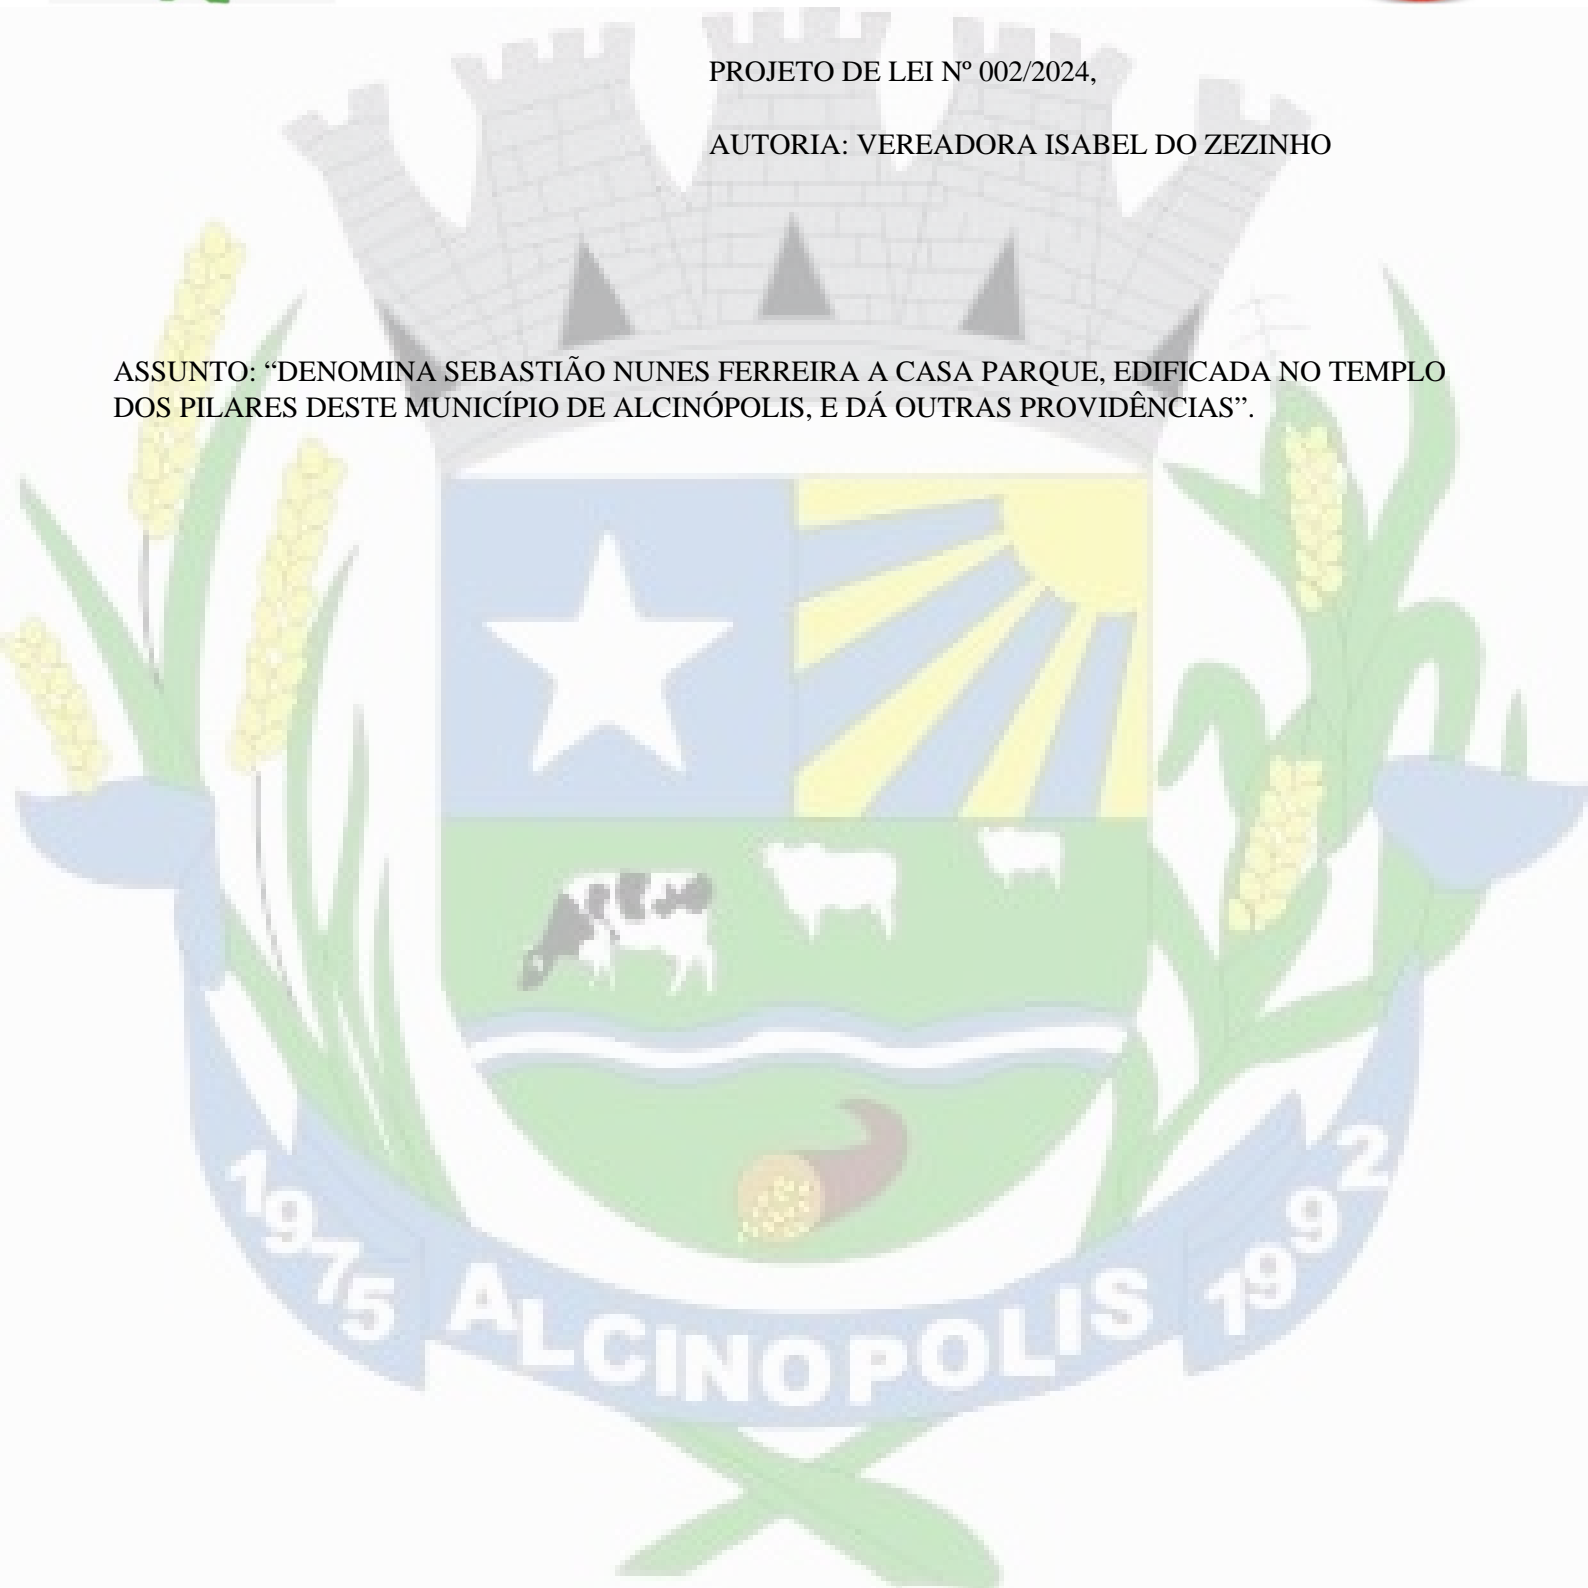 PROJETO DE LEI Nº 002/2024,
AUTORIA: VEREADORA ISABEL DO ZEZINHO
ASSUNTO: “DENOMINA SEBASTIÃO NUNES FERREIRA A CASA PARQUE, EDIFICADA NO TEMPLO
DOS PILARES DESTE MUNICÍPIO DE ALCINÓPOLIS, E DÁ OUTRAS PROVIDÊNCIAS”.
1975 ALCINOPOLIS 1992